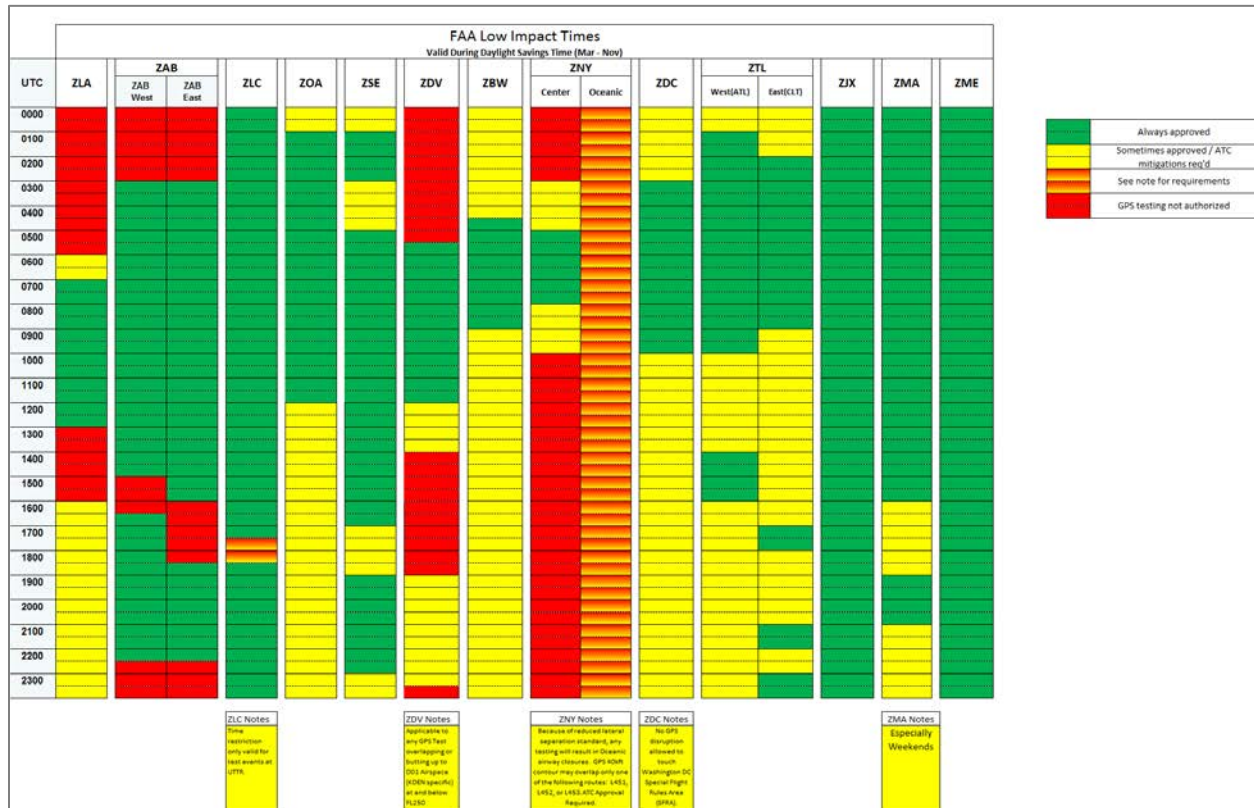 FAA Low Impact Times
Valid During Daylight Savings Time (Mar - Nov)
UTC ZLA ZAB ZLC ZOA ZSE ZDV ZBW ZNY ZDC ZTL ZJX ZMA ZME
ZAB West ZAB East Center Oceanic West(ATL) East(CLT)
0000
0100
0200
0300
0400
0500
0600
0700
0800
0900
1000
1100
1200
1300
1400
1500
1600
1700
1800
1900
2000
2100
2200
2300
Always approved
Sometimes approved / ATC
mitigations req'd
See note for requirements
GPS testing not authorized
ZLC Notes
Time
restriction
only valid for
test events at
UTTR.
ZDV Notes
Applicable to
any GPS Test
overlapping or
butting up to
D01 Airspace
(KDEN specific)
at and below
FL250
ZNY Notes
Because of reduced lateral
seperation standard, any
testing will result in Oceanic
airway closures. GPS 40kft
contour may overlap only one
of the following routes: L451,
L452, or L453. ATC Approval
Required.
ZDC Notes
No GPS
disruption
allowed to
touch
Washington DC
Special Flight
Rules Area
(SFRA).
ZMA Notes
Especially
Weekends